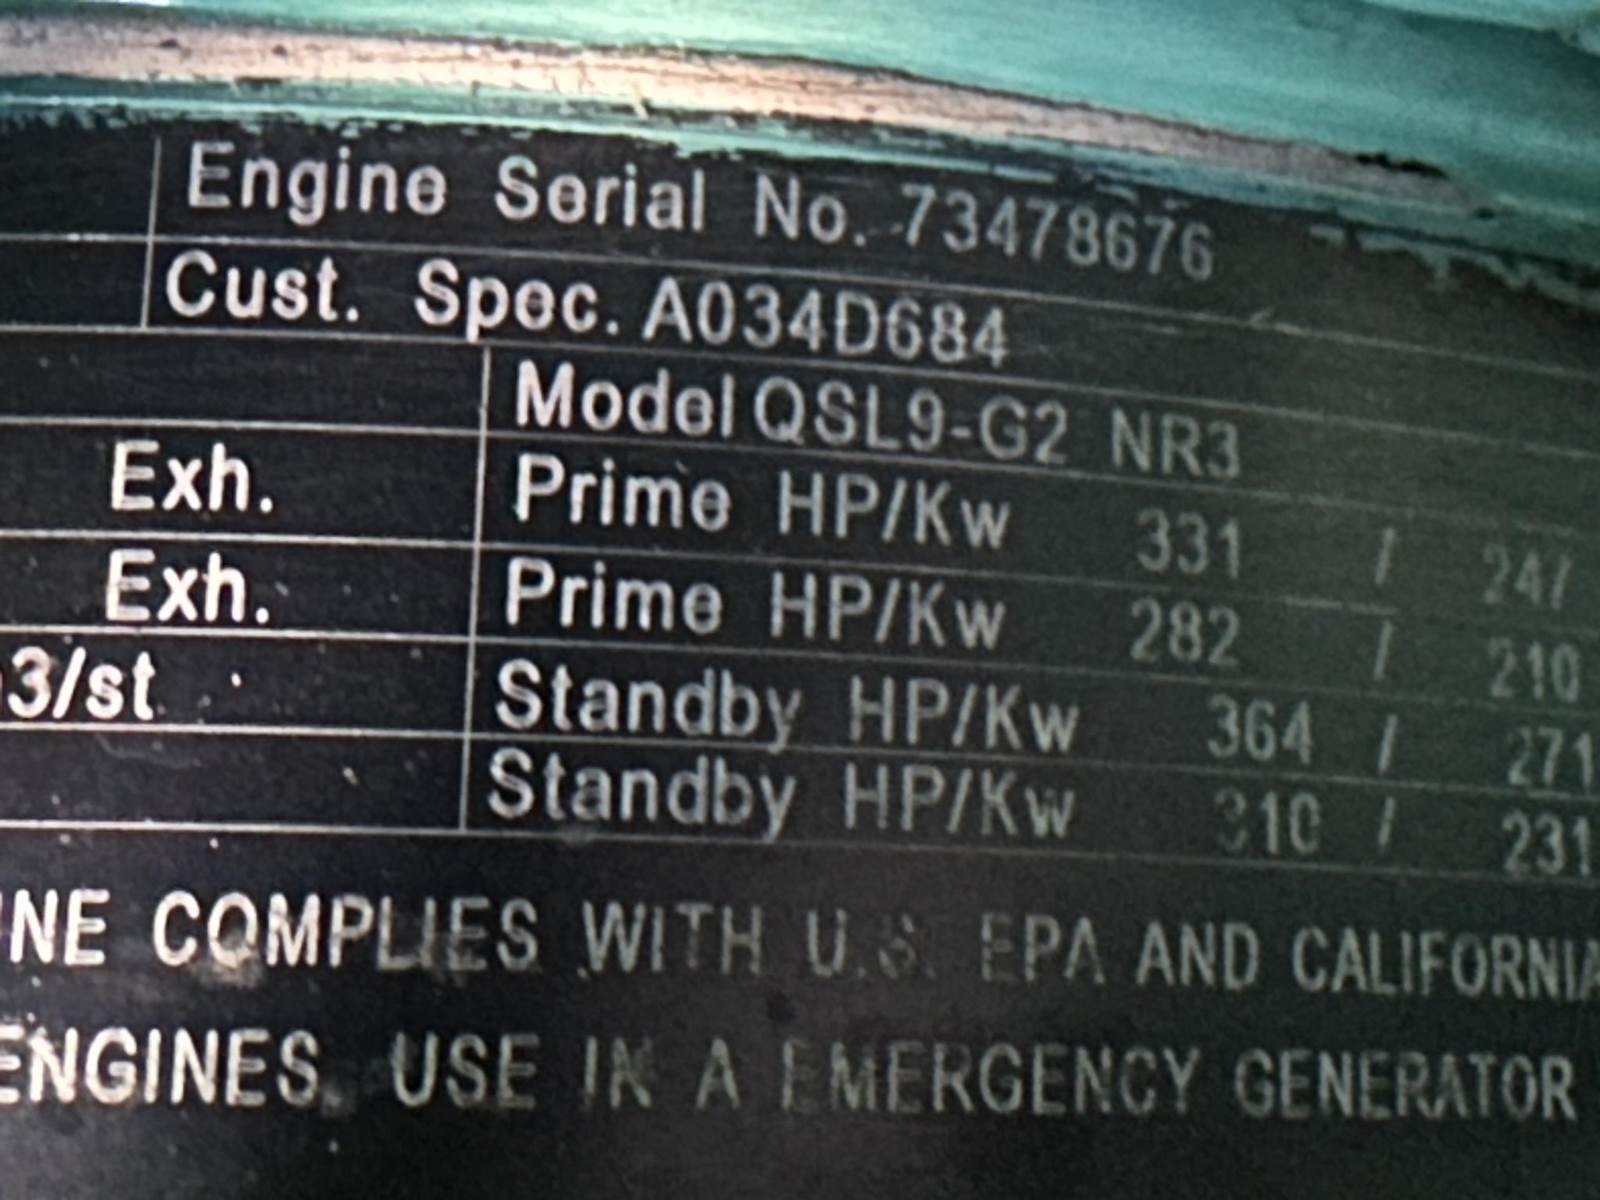 Engine Serial No. 73478676
Cust. Spec. A034D684
Model QSL9-G2 NR3
Exh. Prime HP/Kw 331 / 247
Exh. Prime HP/Kw 282 / 210
3/st Standby HP/Kw 364 / 271
Standby HP/Kw 310 / 231
INE COMPLIES WITH U.S. EPA AND CALIFORNIA
ENGINES. USE IN A EMERGENCY GENERATOR